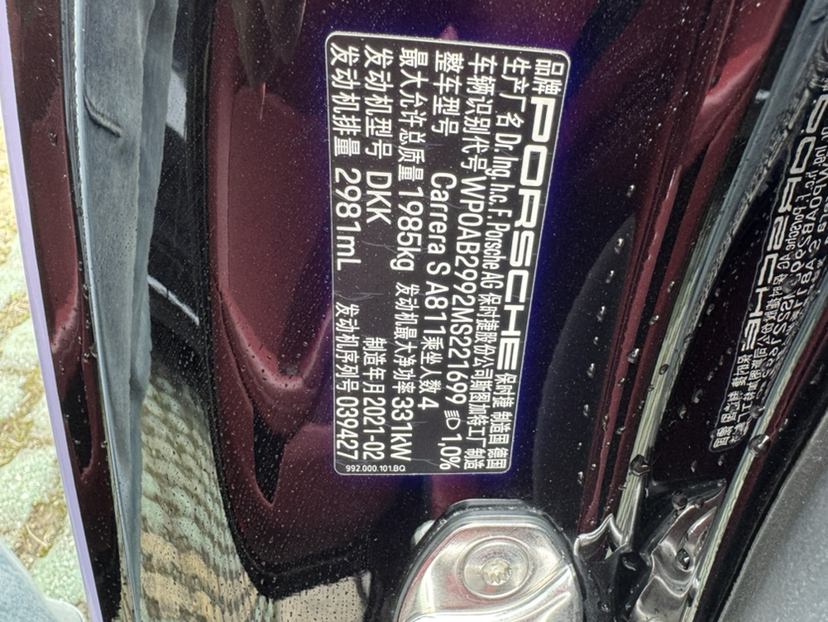 品牌 PORSCHE 保时捷 制造国 德国
生产厂名 Dr. Ing. h.c. F. Porsche AG 保时捷股份公司斯图加特工厂制造
车辆识别代号 WP0AB2992MS221699 1,0%
整车型号 Carrera S A811 乘坐人数 4
最大允许总质量 1985kg 发动机最大净功率 331kW
发动机型号 DKK 制造年月 2021-02
发动机排量 2981mL 发动机序列号 039427
992.000.101.BQ